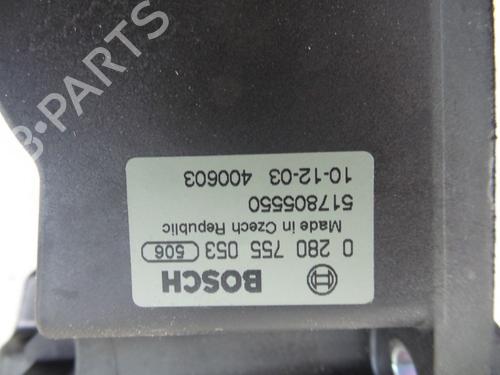 BOSCH
0 280 755 053 506
Made in Czech Republic
517805550
10-12-03 400603
B-PARTS